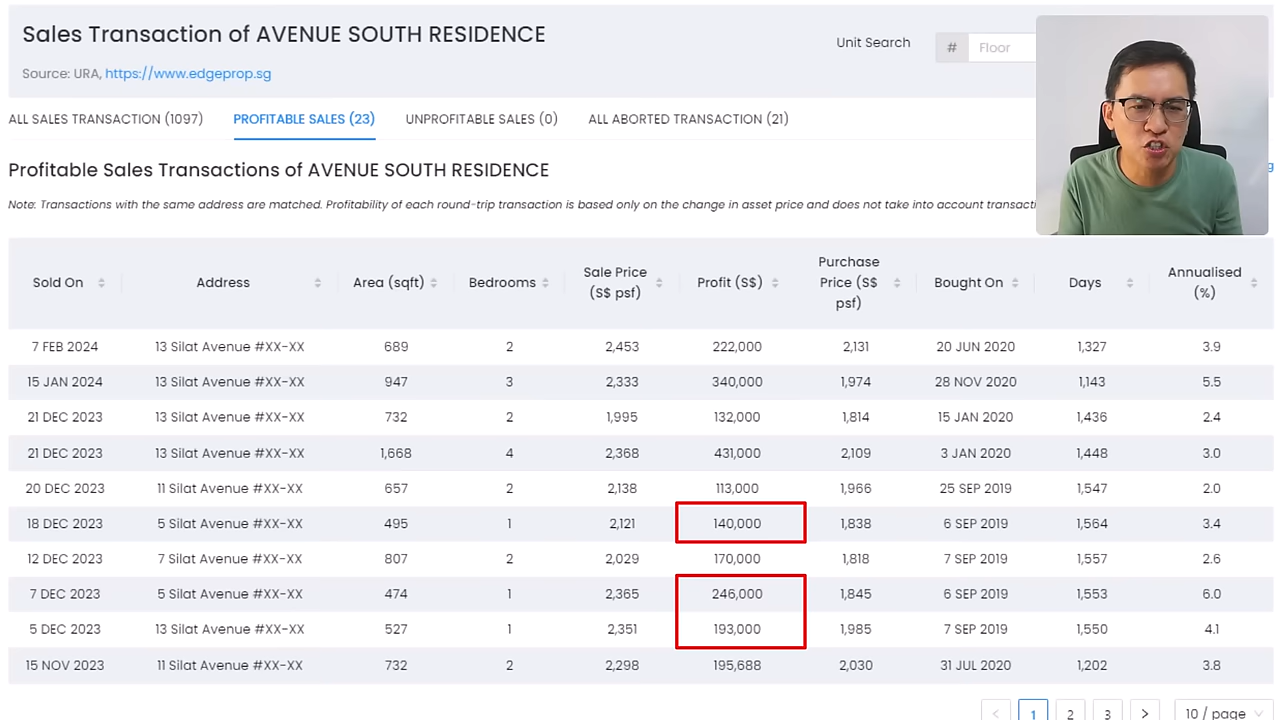 Sales Transaction of AVENUE SOUTH RESIDENCE
Unit Search # Floor
Source: URA, https://www.edgeprop.sg
ALL SALES TRANSACTION (1097) PROFITABLE SALES (23) UNPROFITABLE SALES (0) ALL ABORTED TRANSACTION (21)
Profitable Sales Transactions of AVENUE SOUTH RESIDENCE
Note: Transactions with the same address are matched. Profitability of each round-trip transaction is based only on the change in asset price and does not take into account transacti
Sold On Address Area (sqft) Bedrooms Sale Price (S$ psf) Profit (S$) Purchase Price (S$ psf) Bought On Days Annualised (%)
7 FEB 2024 13 Silat Avenue #XX-XX 689 2 2,453 222,000 2,131 20 JUN 2020 1,327 3.9
15 JAN 2024 13 Silat Avenue #XX-XX 947 3 2,333 340,000 1,974 28 NOV 2020 1,143 5.5
21 DEC 2023 13 Silat Avenue #XX-XX 732 2 1,995 132,000 1,814 15 JAN 2020 1,436 2.4
21 DEC 2023 13 Silat Avenue #XX-XX 1,668 4 2,368 431,000 2,109 3 JAN 2020 1,448 3.0
20 DEC 2023 11 Silat Avenue #XX-XX 657 2 2,138 113,000 1,966 25 SEP 2019 1,547 2.0
18 DEC 2023 5 Silat Avenue #XX-XX 495 1 2,121 140,000 1,838 6 SEP 2019 1,564 3.4
12 DEC 2023 7 Silat Avenue #XX-XX 807 2 2,029 170,000 1,818 7 SEP 2019 1,557 2.6
7 DEC 2023 5 Silat Avenue #XX-XX 474 1 2,365 246,000 1,845 6 SEP 2019 1,553 6.0
5 DEC 2023 13 Silat Avenue #XX-XX 527 1 2,351 193,000 1,985 7 SEP 2019 1,550 4.1
15 NOV 2023 11 Silat Avenue #XX-XX 732 2 2,298 195,688 2,030 31 JUL 2020 1,202 3.8
< 1 2 3 > 10 / page